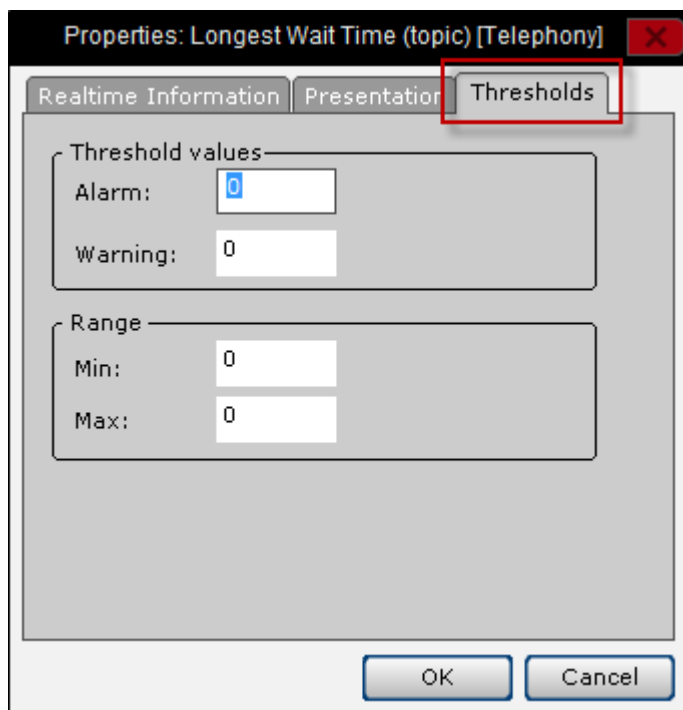 Properties: Longest Wait Time (topic) [Telephony]
Realtime Information Presentation Thresholds
Threshold values
Alarm: 0
Warning: 0
Range
Min: 0
Max: 0
OK Cancel